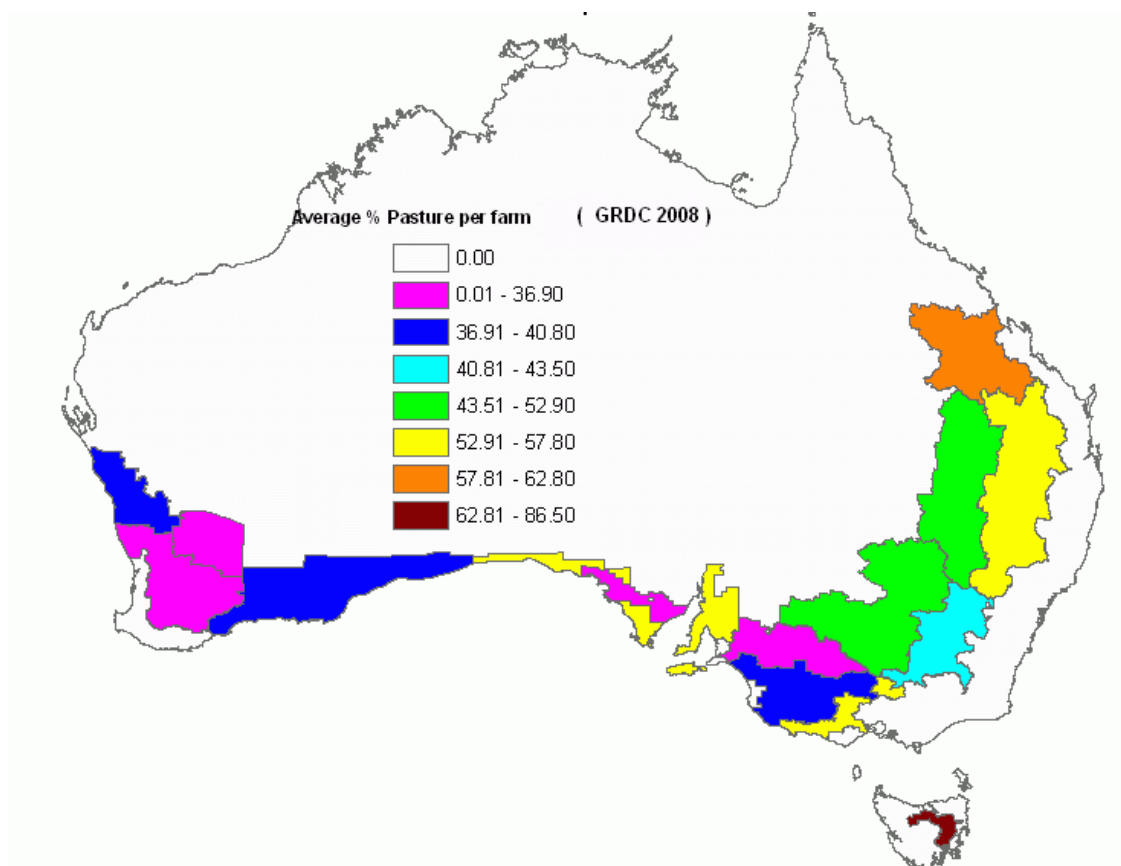 Average % Pasture per farm ( GRDC 2008 )
0.00
0.01 - 36.90
36.91 - 40.80
40.81 - 43.50
43.51 - 52.90
52.91 - 57.80
57.81 - 62.80
62.81 - 86.50